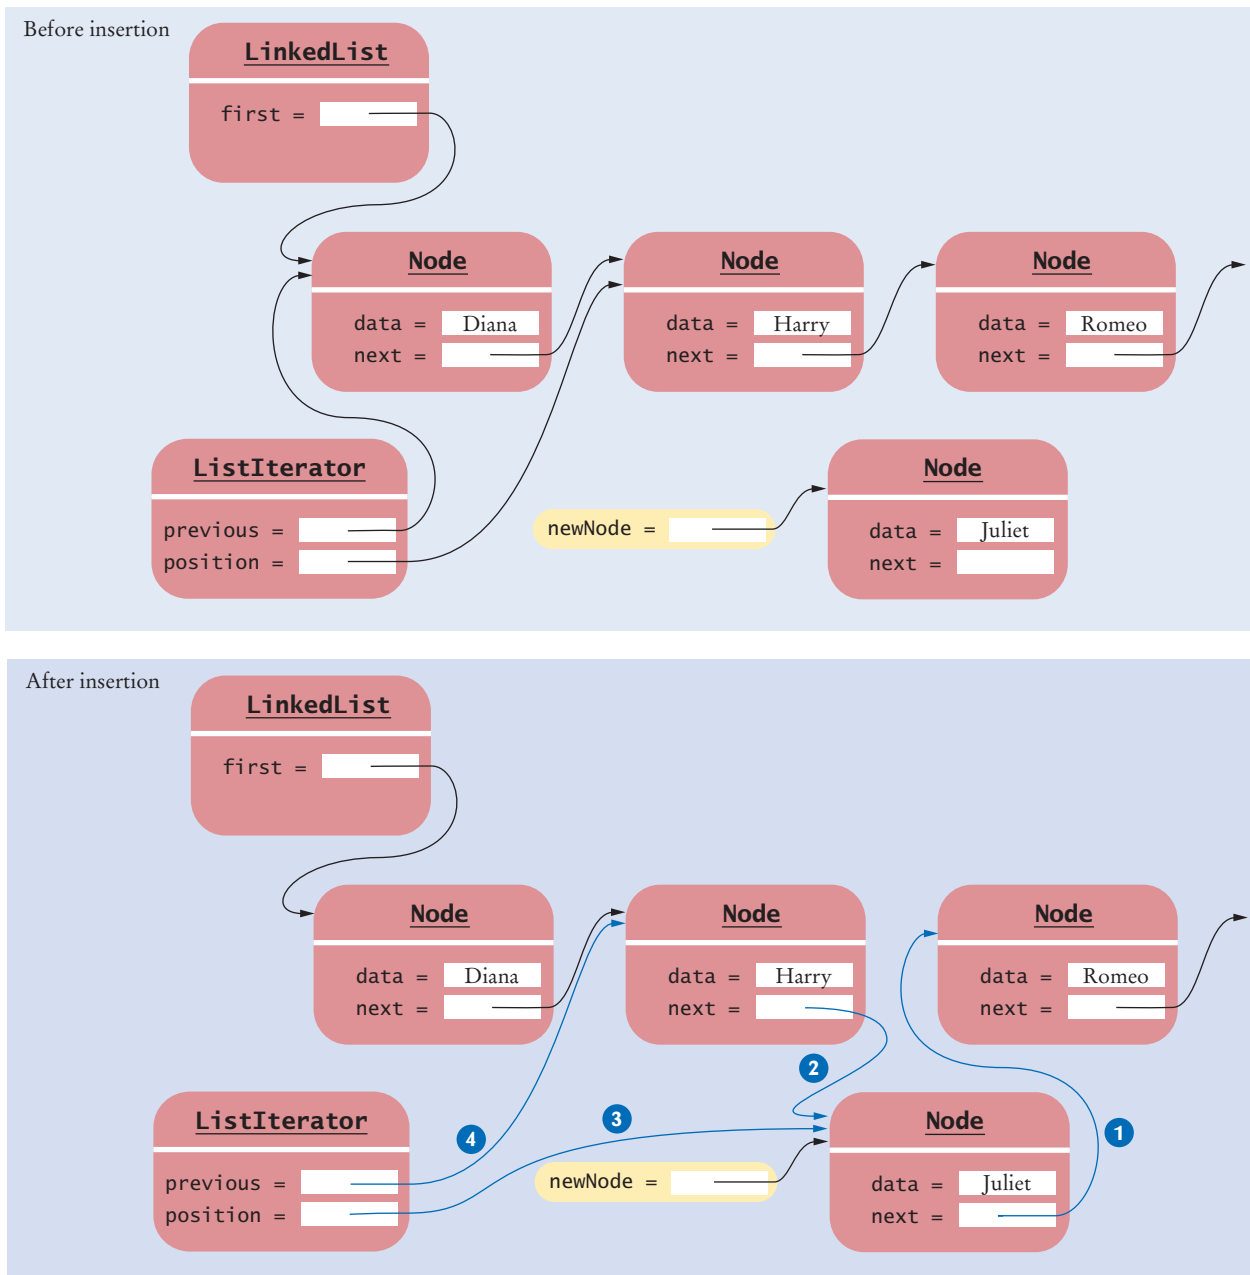 Before insertion
LinkedList
first =
Node
Node
Node
data = Diana
data = Harry
data = Romeo
next =
next =
next =
ListIterator
Node
previous =
newNode =
data = Juliet
position =
next =
After insertion
LinkedList
first =
Node
Node
Node
data = Diana
data = Harry
data = Romeo
next =
next =
next =
2
ListIterator
4
3
Node
1
previous =
newNode =
data = Juliet
position =
next =